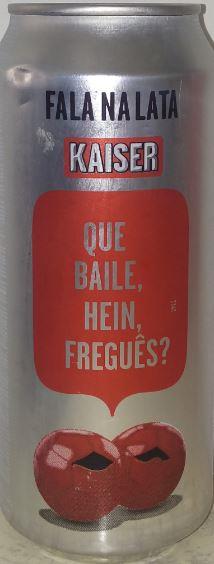 FALA NA LATA
KAISER
QUE
BAILE,
HEIN,
FREGUÊS?